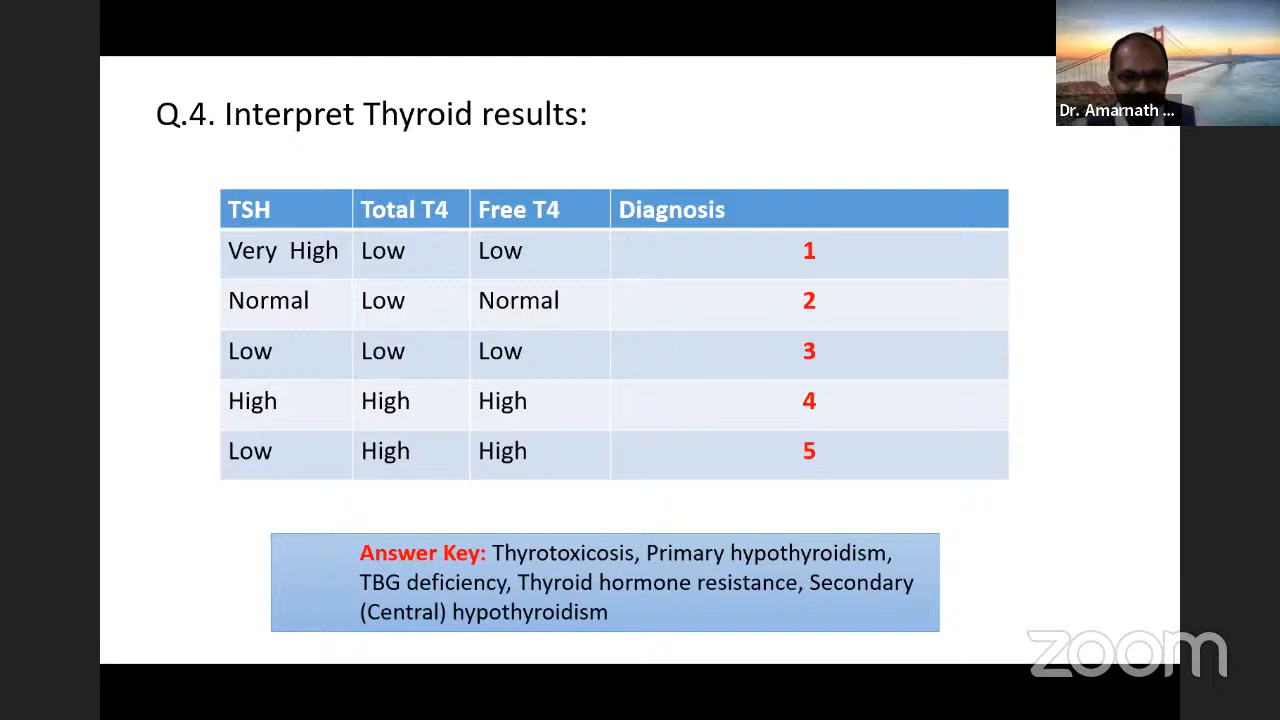 Dr. Amarnath ...
Q.4. Interpret Thyroid results:
TSH Total T4 Free T4 Diagnosis
Very High Low Low 1
Normal Low Normal 2
Low Low Low 3
High High High 4
Low High High 5
Answer Key: Thyrotoxicosis, Primary hypothyroidism,
TBG deficiency, Thyroid hormone resistance, Secondary
(Central) hypothyroidism
zoom